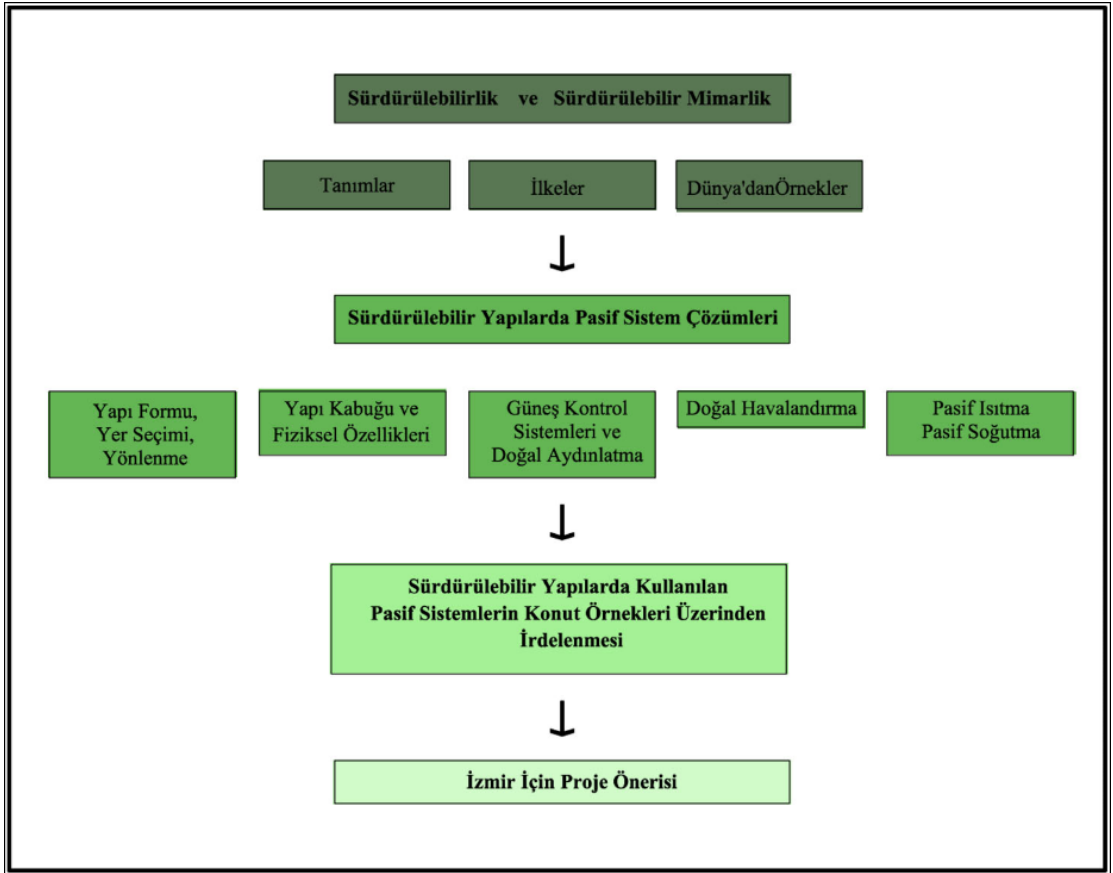 Sürdürülebilirlik ve Sürdürülebilir Mimarlik
Tanımlar
İlkeler
Dünya'danÖrnekler
Sürdürülebilir Yapılarda Pasif Sistem Çözümleri
Yapı Formu,
Yer Seçimi,
Yönlenme
Yapı Kabuğu ve
Fiziksel Özellikleri
Güneş Kontrol
Sistemleri ve
Doğal Aydınlatma
Doğal Havalandırma
Pasif Isıtma
Pasif Soğutma
Sürdürülebilir Yapılarda Kullanılan
Pasif Sistemlerin Konut Örnekleri Üzerinden
İrdelenmesi
İzmir İçin Proje Önerisi